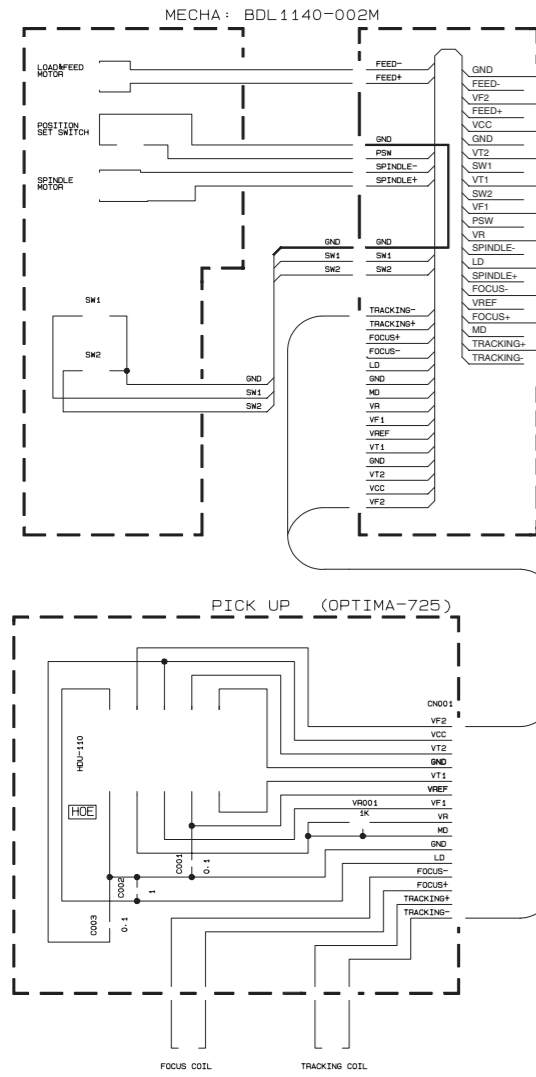 MECHA: BDL1140-002M
LOAD&FEED
MOTOR
POSITION
SET SWITCH
SPINDLE
MOTOR
FEED-
FEED+
GND
PSW
SPINDLE-
SPINDLE+
GND
GND
SW1
SW1
SW2
SW2
SW1
SW2
GND
SW1
SW2
TRACKING-
TRACKING+
FOCUS+
FOCUS-
LD
GND
MD
VR
VF1
VREF
VT1
GND
VT2
VCC
VF2
GND
FEED-
VF2
FEED+
VCC
GND
VT2
SW1
VT1
SW2
VF1
PSW
VR
SPINDLE-
LD
SPINDLE+
FOCUS-
VREF
FOCUS+
MD
TRACKING+
TRACKING-
PICK UP (OPTIMA-725)
CN001
VF2
VCC
VT2
GND
VT1
VREF
VF1
VR
MD
GND
LD
FOCUS-
FOCUS+
TRACKING+
TRACKING-
HDU-110
HOE
VR001
1K
C001
0.1
C002
1
C003
0.1
FOCUS COIL
TRACKING COIL